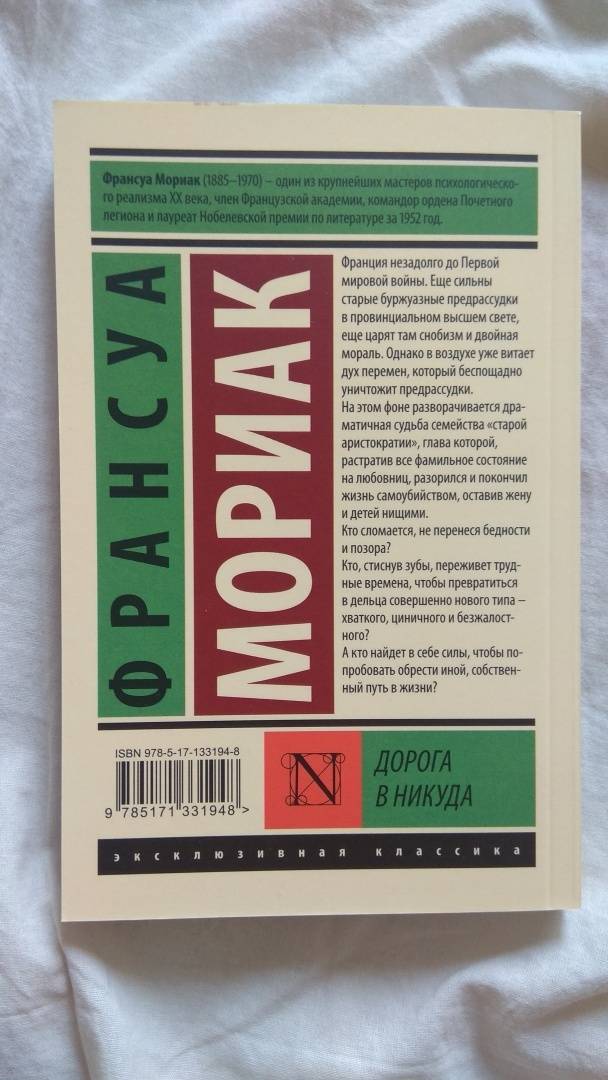 Франсуа Мориак (1885–1970) – один из крупнейших мастеров психологическо-
го реализма XX века, член Французской академии, командор ордена Почетного
легиона и лауреат Нобелевской премии по литературе за 1952 год.
ФРАНСУА
МОРИАК
Франция незадолго до Первой
мировой войны. Еще сильны
старые буржуазные предрассудки
в провинциальном высшем свете,
еще царят там снобизм и двойная
мораль. Однако в воздухе уже витает
дух перемен, который беспощадно
уничтожит предрассудки.
На этом фоне разворачивается дра-
матичная судьба семейства «старой
аристократии», глава которой,
растратив все фамильное состояние
на любовниц, разорился и покончил
жизнь самоубийством, оставив жену
и детей нищими.
Кто сломается, не перенеся бедности
и позора?
Кто, стиснув зубы, переживет труд-
ные времена, чтобы превратиться
в дельца совершенно нового типа –
хваткого, циничного и безжалост-
ного?
А кто найдет в себе силы, чтобы по-
пробовать обрести иной, собствен-
ный путь в жизни?
ISBN 978-5-17-133194-8
9 785171 331948 >
N
ДОРОГА
В НИКУДА
эксклюзивная классика